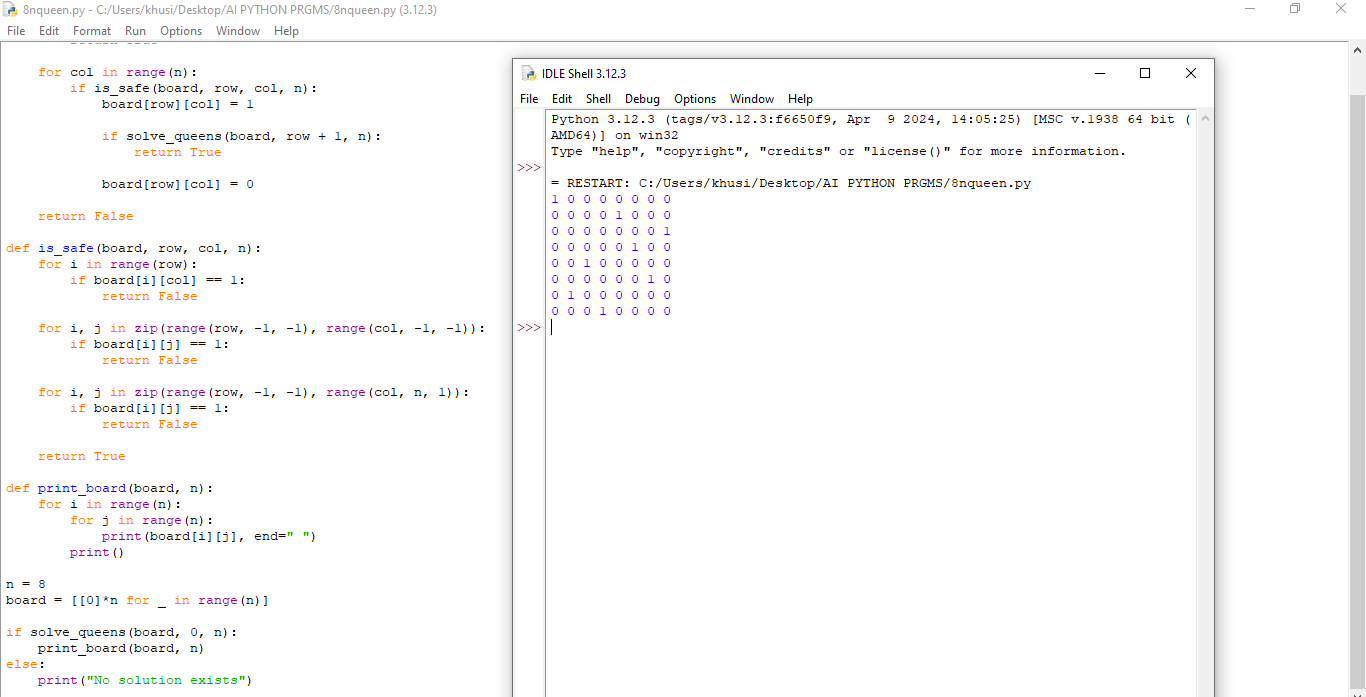 8nqueen.py - C:/Users/khusi/Desktop/AI PYTHON PRGMS/8nqueen.py (3.12.3)
File Edit Format Run Options Window Help
    for col in range(n):
        if is_safe(board, row, col, n):
            board[row][col] = 1
            if solve_queens(board, row + 1, n):
                return True
            board[row][col] = 0
    return False
def is_safe(board, row, col, n):
    for i in range(row):
        if board[i][col] == 1:
            return False
    for i, j in zip(range(row, -1, -1), range(col, -1, -1)):
        if board[i][j] == 1:
            return False
    for i, j in zip(range(row, -1, -1), range(col, n, 1)):
        if board[i][j] == 1:
            return False
    return True
def print_board(board, n):
    for i in range(n):
        for j in range(n):
            print(board[i][j], end=" ")
        print()
n = 8
board = [[0]*n for _ in range(n)]
if solve_queens(board, 0, n):
    print_board(board, n)
else:
    print("No solution exists")
IDLE Shell 3.12.3
File Edit Shell Debug Options Window Help
Python 3.12.3 (tags/v3.12.3:f6650f9, Apr  9 2024, 14:05:25) [MSC v.1938 64 bit (
AMD64)] on win32
Type "help", "copyright", "credits" or "license()" for more information.
>>>
= RESTART: C:/Users/khusi/Desktop/AI PYTHON PRGMS/8nqueen.py
1 0 0 0 0 0 0 0
0 0 0 0 1 0 0 0
0 0 0 0 0 0 0 1
0 0 0 0 0 1 0 0
0 0 1 0 0 0 0 0
0 0 0 0 0 0 1 0
0 1 0 0 0 0 0 0
0 0 0 1 0 0 0 0
>>>